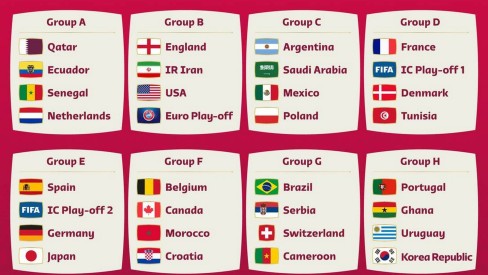 Group A
Qatar
Ecuador
Senegal
Netherlands
Group B
England
IR Iran
USA
Euro Play-off
Group C
Argentina
Saudi Arabia
Mexico
Poland
Group D
France
FIFA IC Play-off 1
Denmark
Tunisia
Group E
Spain
FIFA IC Play-off 2
Germany
Japan
Group F
Belgium
Canada
Morocco
Croatia
Group G
Brazil
Serbia
Switzerland
Cameroon
Group H
Portugal
Ghana
Uruguay
Korea Republic